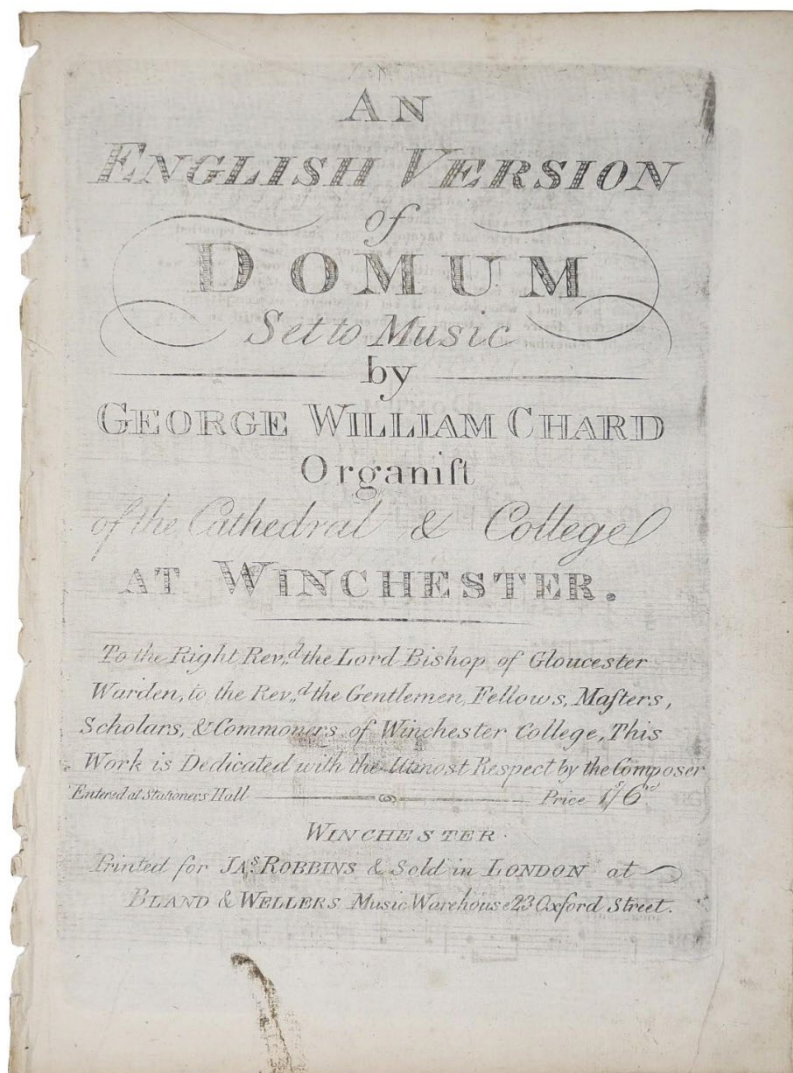 AN
ENGLISH VERSION
of
DOMUM
Set to Music
by
GEORGE WILLIAM CHARD
Organiſt
of the Cathedral & College
AT WINCHESTER.
To the Right Rev.d the Lord Bishop of Gloucester
Warden, to the Rev.d the Gentlemen, Fellows, Maſters,
Scholars, & Commoners of Winchester College, This
Work is Dedicated with the Utmost Respect by the Composer
Entered at Stationers Hall Price 1s/6d
WINCHESTER.
Printed for JAs. ROBBINS & Sold in LONDON at
BLAND & WELLERS Music Warehouse 23 Oxford Street.